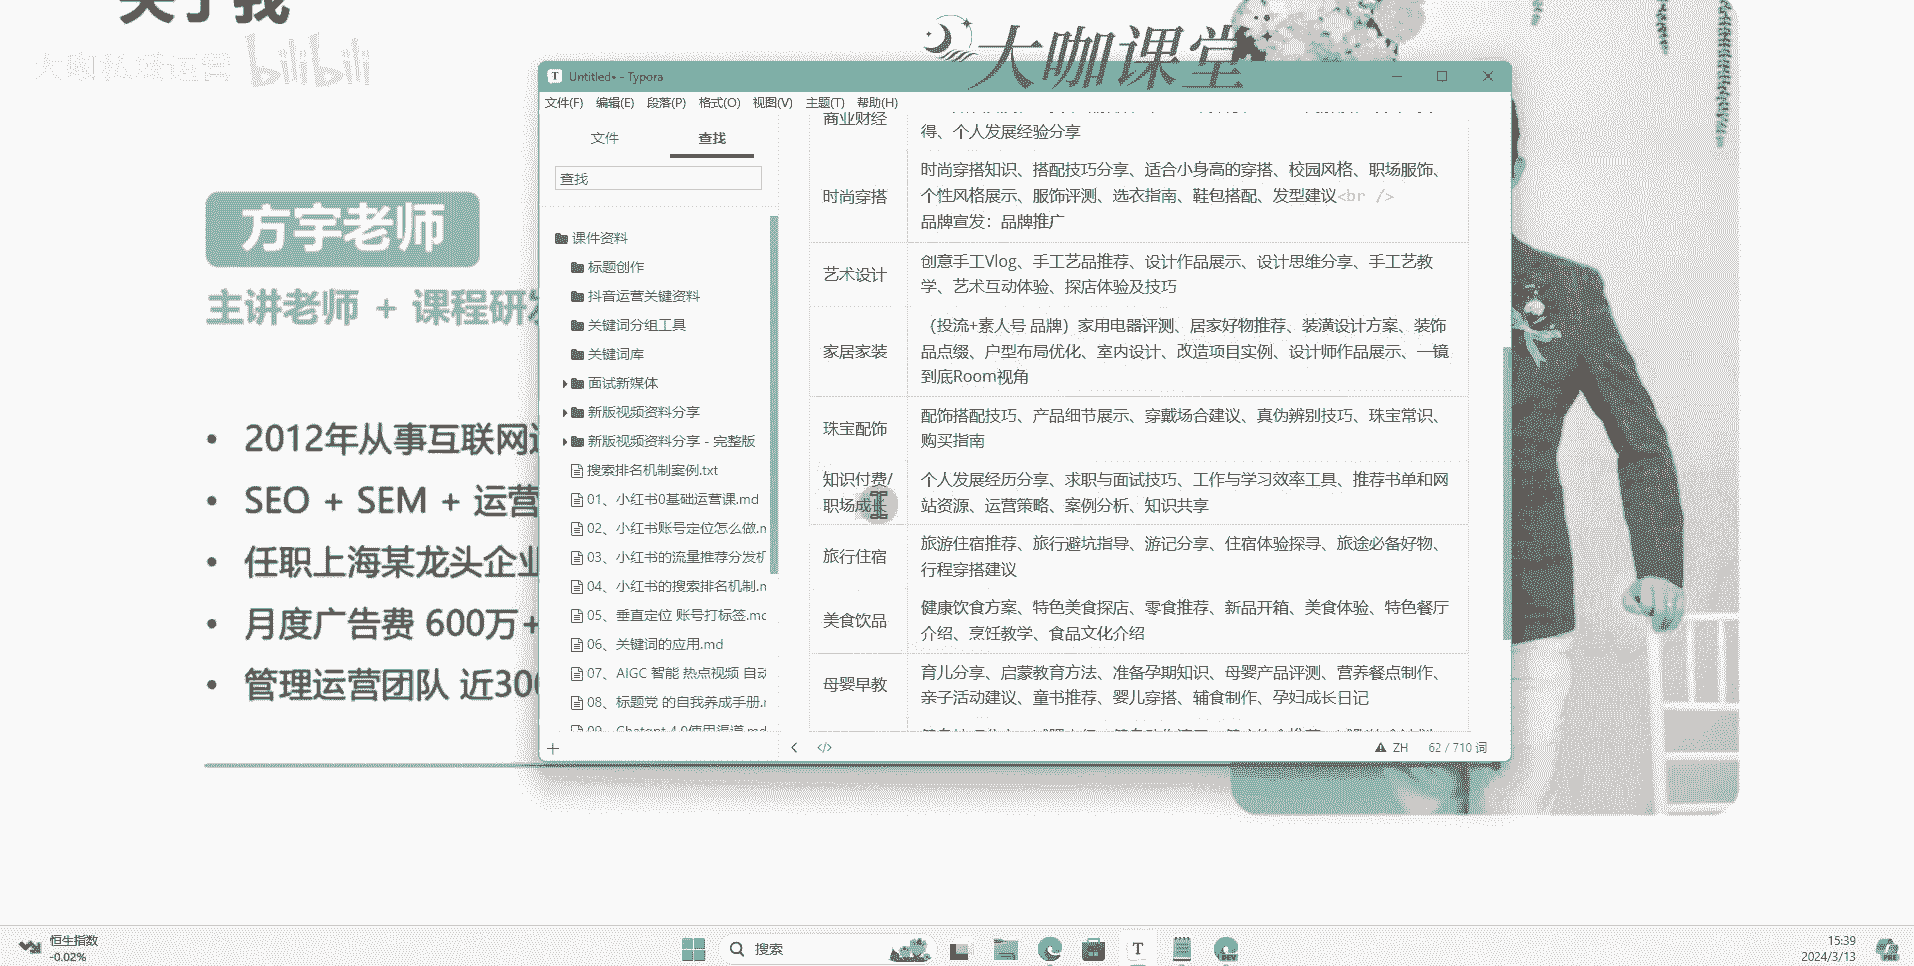 关于我
大咖私域运营 bilibili
大咖课堂
方宇老师
主讲老师 + 课程研发
• 2012年从事互联网运
• SEO + SEM + 运营
• 任职上海某龙头企业
• 月度广告费 600万+
• 管理运营团队 近300
Untitled• - Typora
文件(F) 编辑(E) 段落(P) 格式(O) 视图(V) 主题(T) 帮助(H)
文件 查找
查找
课件资料
标题创作
抖音运营关键资料
关键词分组工具
关键词库
面试新媒体
新版视频资料分享
新版视频资料分享 - 完整版
搜索排名机制案例.txt
01、小红书0基础运营课.md
02、小红书账号定位怎么做.m
03、小红书的流量推荐分发机
04、小红书的搜索排名机制.m
05、垂直定位 账号打标签.mc
06、关键词的应用.md
07、AIGC 智能 热点视频 自动
08、标题党 的自我养成手册.r
09、Chatgpt 4.0使用渠道.md
商业财经
得、个人发展经验分享
时尚穿搭
时尚穿搭知识、搭配技巧分享、适合小身高的穿搭、校园风格、职场服饰、
个性风格展示、服饰评测、选衣指南、鞋包搭配、发型建议<br />
品牌宣发：品牌推广
艺术设计
创意手工Vlog、手工艺品推荐、设计作品展示、设计思维分享、手工艺教
学、艺术互动体验、探店体验及技巧
家居家装
（投流+素人号 品牌）家用电器评测、居家好物推荐、装潢设计方案、装饰
品点缀、户型布局优化、室内设计、改造项目实例、设计师作品展示、一镜
到底Room视角
珠宝配饰
配饰搭配技巧、产品细节展示、穿戴场合建议、真伪辨别技巧、珠宝常识、
购买指南
知识付费/
职场成长
个人发展经历分享、求职与面试技巧、工作与学习效率工具、推荐书单和网
站资源、运营策略、案例分析、知识共享
旅行住宿
旅游住宿推荐、旅行避坑指导、游记分享、住宿体验探寻、旅途必备好物、
行程穿搭建议
美食饮品
健康饮食方案、特色美食探店、零食推荐、新品开箱、美食体验、特色餐厅
介绍、烹饪教学、食品文化介绍
母婴早教
育儿分享、启蒙教育方法、准备孕期知识、母婴产品评测、营养餐点制作、
亲子活动建议、童书推荐、婴儿穿搭、辅食制作、孕妇成长日记
ZH 62 / 710 词
恒生指数
-0.02%
搜索
15:39
2024/3/13